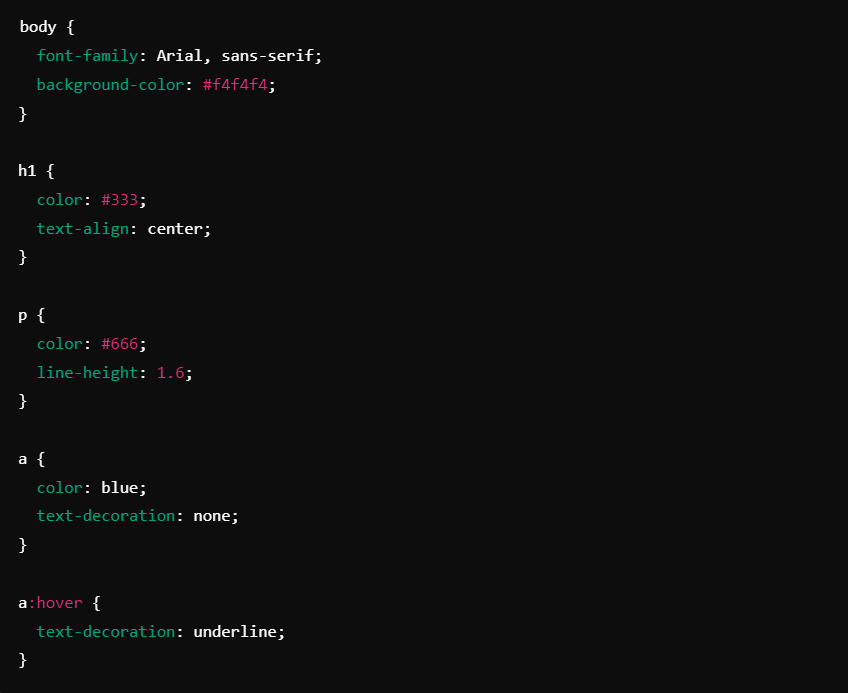 body {
  font-family: Arial, sans-serif;
  background-color: #f4f4f4;
}

h1 {
  color: #333;
  text-align: center;
}

p {
  color: #666;
  line-height: 1.6;
}

a {
  color: blue;
  text-decoration: none;
}

a:hover {
  text-decoration: underline;
}